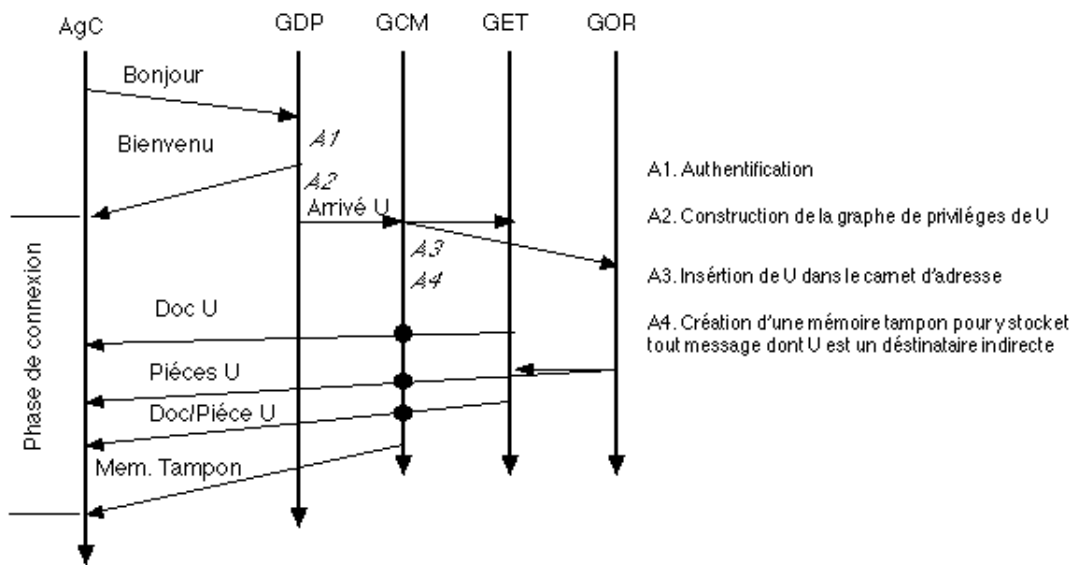 AgC GDP GCM GET GOR
Bonjour
A1
Bienvenu
A2
Arrivé U
A3
A4
Phase de connexion
Doc U
Piéces U
Doc/Piéce U
Mem. Tampon
A1. Authentification
A2. Construction de la graphe de priviléges de U
A3. Insértion de U dans le carnet d'adresse
A4. Création d'une mémoire tampon pour y stocket
tout message dont U est un déstinataire indirecte